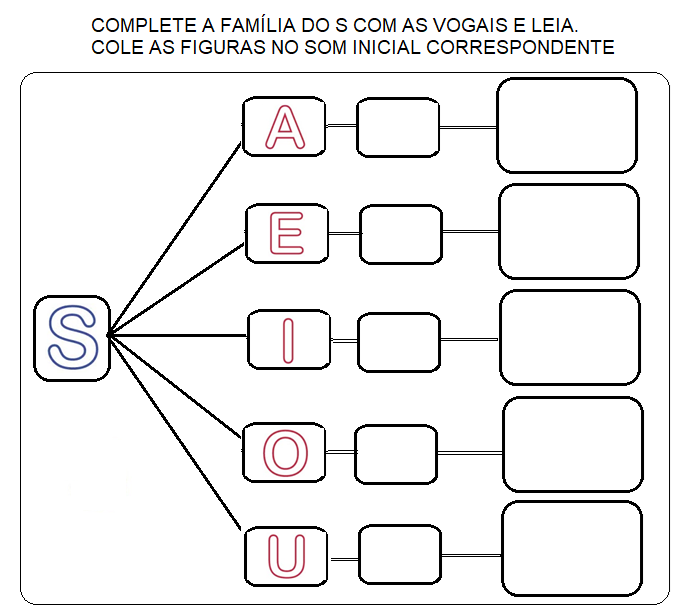 COMPLETE A FAMÍLIA DO S COM AS VOGAIS E LEIA.
COLE AS FIGURAS NO SOM INICIAL CORRESPONDENTE
A
E
S
I
O
U